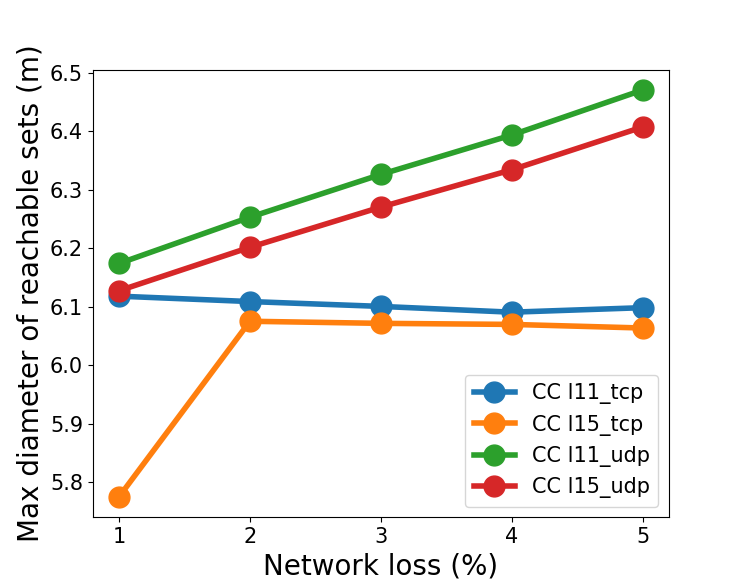 Max diameter of reachable sets (m)
6.5
6.4
6.3
6.2
6.1
6.0
5.9
5.8
1 2 3 4 5
Network loss (%)
CC l11_tcp
CC l15_tcp
CC l11_udp
CC l15_udp